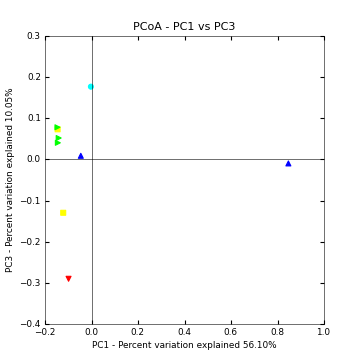 PCoA - PC1 vs PC3
0.3
0.2
0.1
0.0
−0.1
−0.2
−0.3
−0.4
PC3 - Percent variation explained 10.05%
−0.2 0.0 0.2 0.4 0.6 0.8 1.0
PC1 - Percent variation explained 56.10%